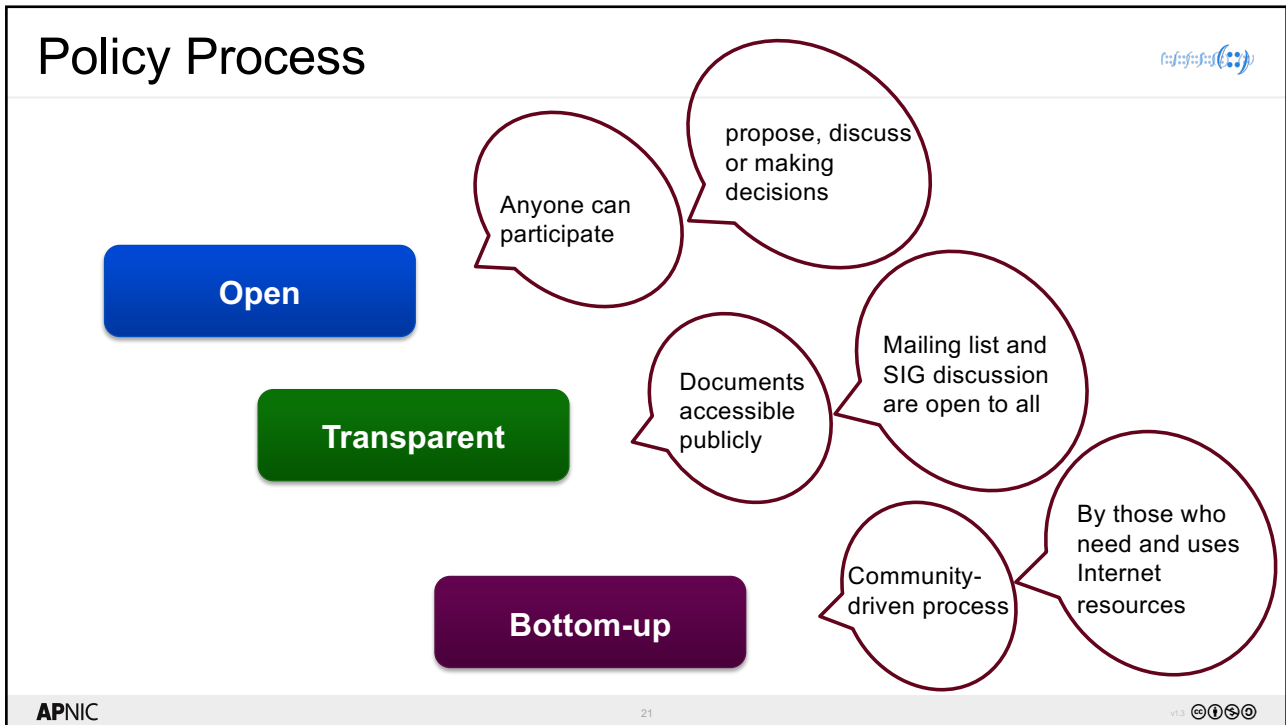 Policy Process
propose, discuss
or making
decisions
Anyone can
participate
Open
Mailing list and
SIG discussion
are open to all
Documents
accessible
publicly
Transparent
By those who
need and uses
Internet
resources
Community-
driven process
Bottom-up
APNIC
21
v1.3